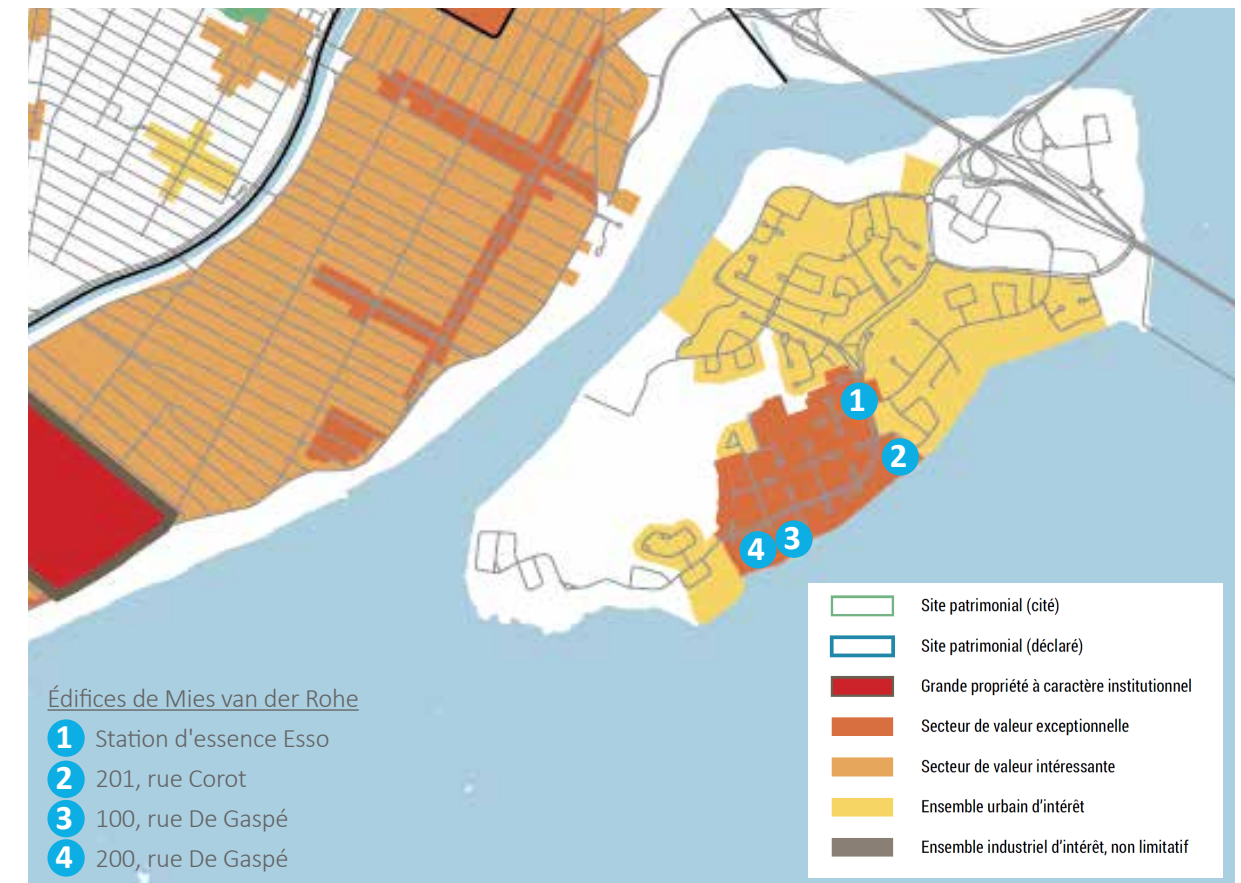 1
2
4 3
Site patrimonial (cité)
Site patrimonial (déclaré)
Grande propriété à caractère institutionnel
Secteur de valeur exceptionnelle
Secteur de valeur intéressante
Ensemble urbain d'intérêt
Ensemble industriel d'intérêt, non limitatif
Édifices de Mies van der Rohe
1 Station d'essence Esso
2 201, rue Corot
3 100, rue De Gaspé
4 200, rue De Gaspé